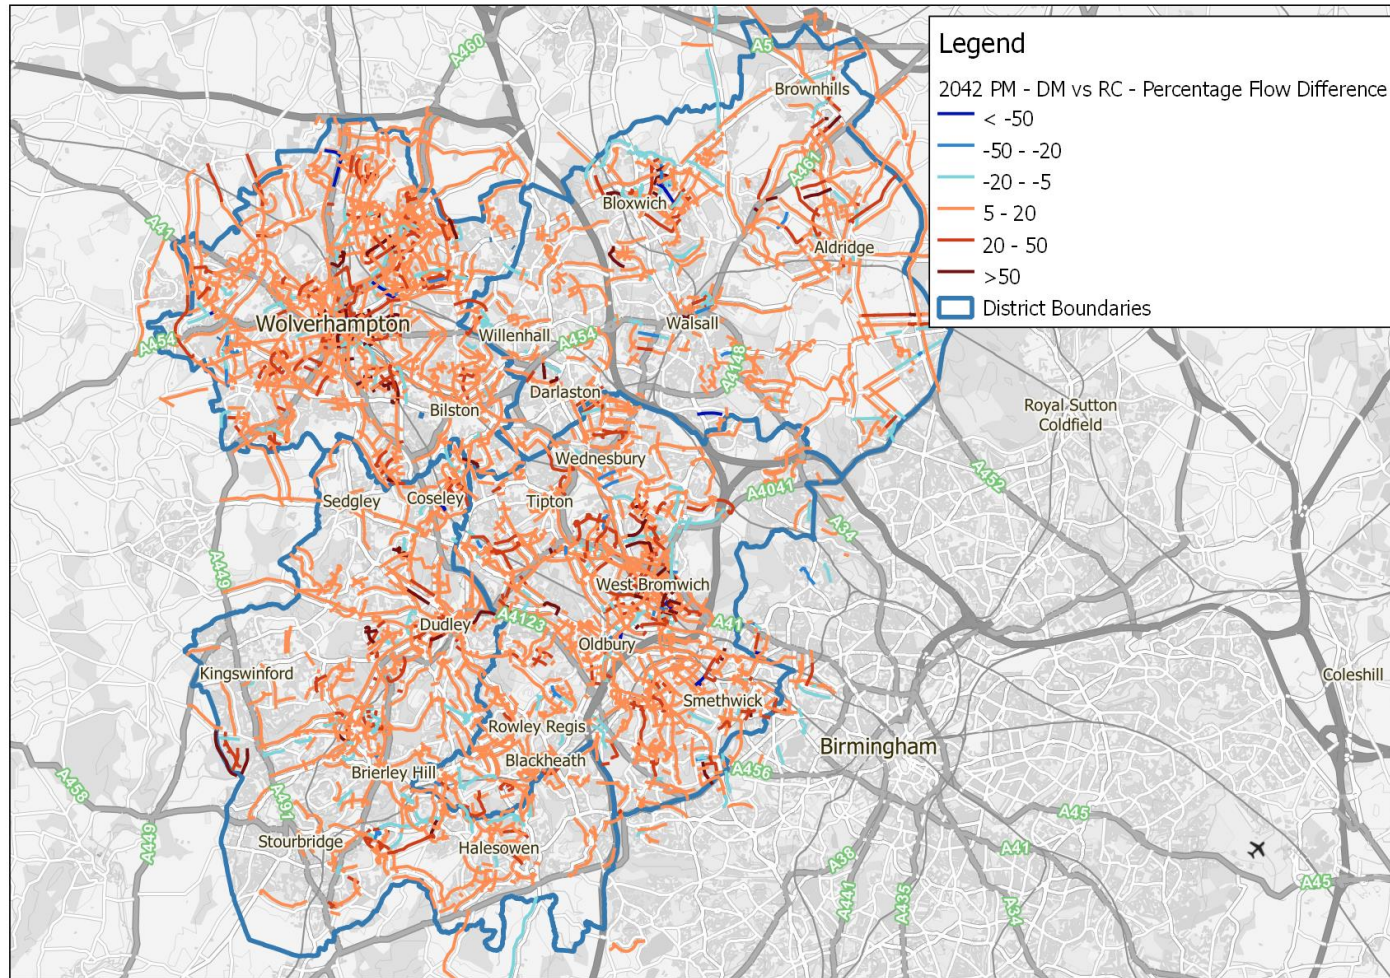 Legend
2042 PM - DM vs RC - Percentage Flow Difference
< -50
-50 - -20
-20 - -5
5 - 20
20 - 50
>50
District Boundaries
A460
A5
Brownhills
A461
Bloxwich
A41
Aldridge
Wolverhampton
Willenhall
Walsall
A454
A454
A4148
Darlaston
Bilston
Royal Sutton
Coldfield
Wednesbury
A452
Sedgley
Coseley
Tipton
A4041
A34
A449
West Bromwich
Dudley
A4123
A41
Oldbury
Kingswinford
Coleshill
Smethwick
Rowley Regis
Birmingham
Blackheath
Brierley Hill
A456
A458
A491
A449
Stourbridge
Halesowen
A45
A38
A41
A441
A435
A34
A45